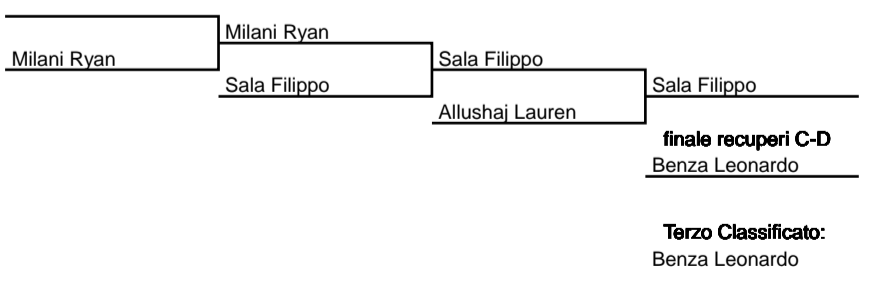 Milani Ryan
Milani Ryan
Sala Filippo
Sala Filippo
Allushaj Lauren
Sala Filippo
finale recuperi C-D
Benza Leonardo
Terzo Classificato:
Benza Leonardo